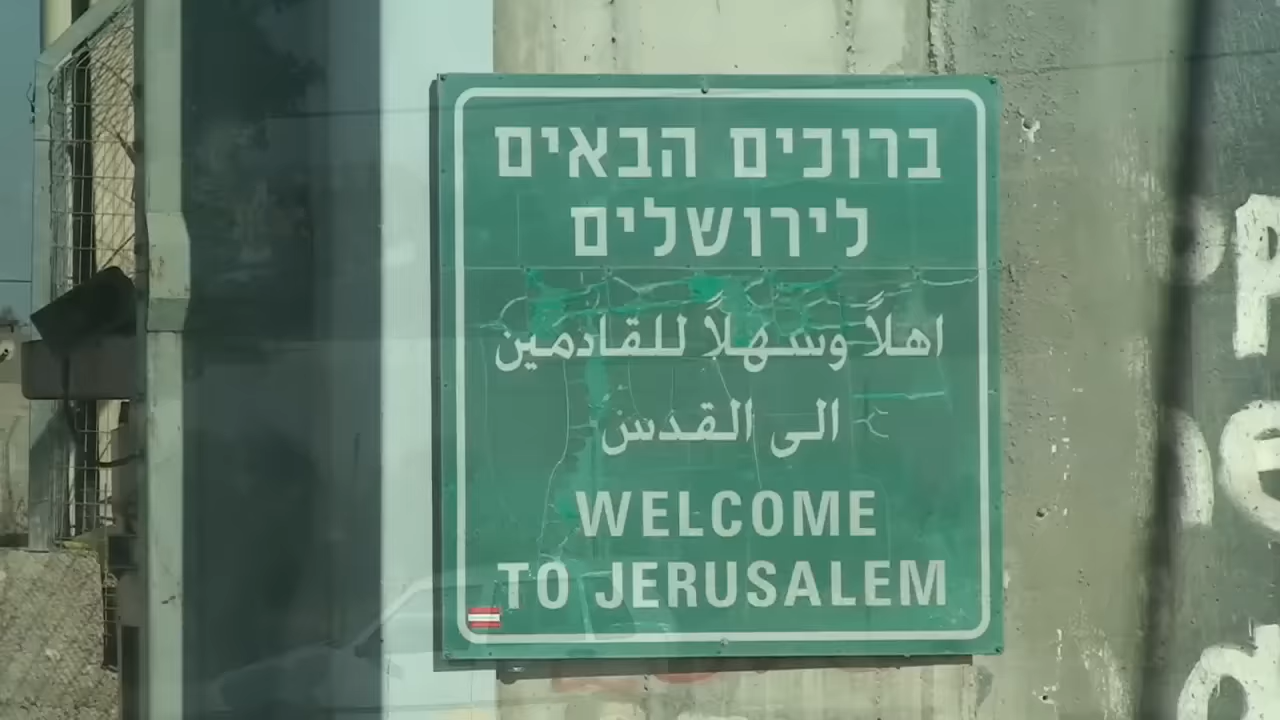 ברוכים הבאים
לירושלים
اهلاً وسهلاً للقادمين
الى القدس
WELCOME
TO JERUSALEM